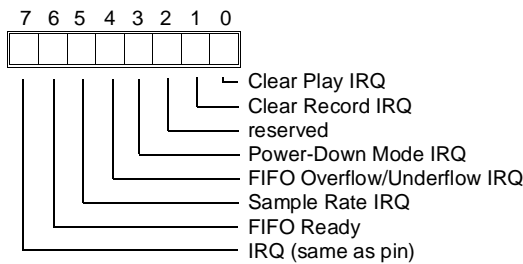 7 6 5 4 3 2 1 0
Clear Play IRQ
Clear Record IRQ
reserved
Power-Down Mode IRQ
FIFO Overflow/Underflow IRQ
Sample Rate IRQ
FIFO Ready
IRQ (same as pin)